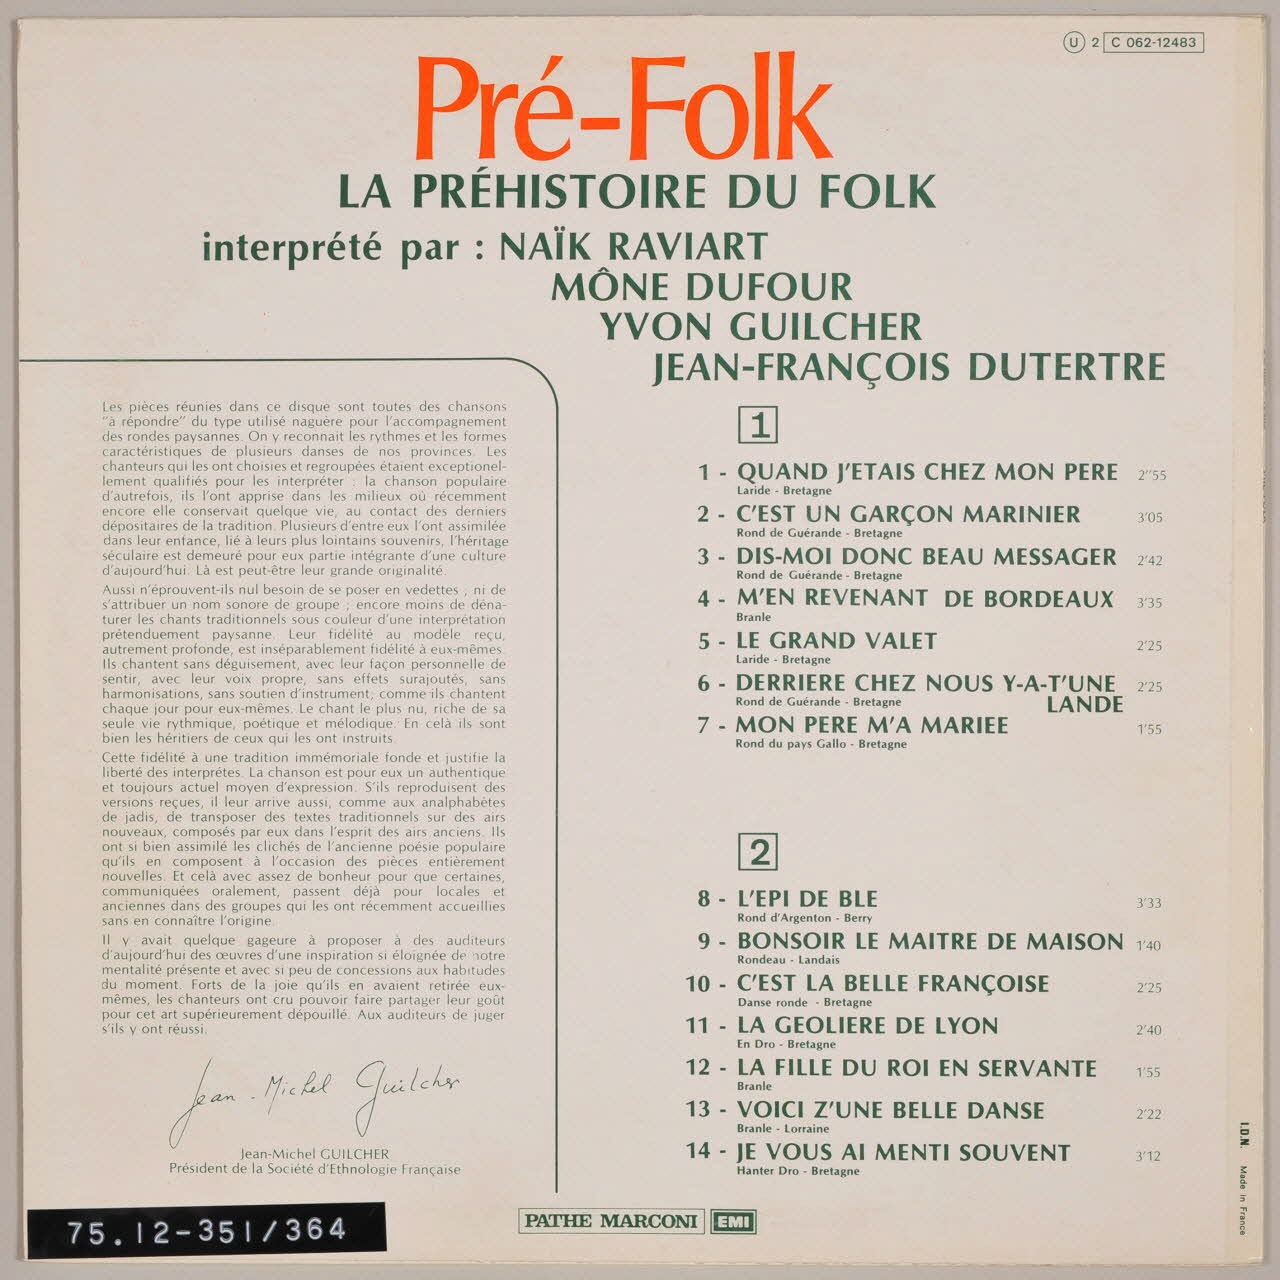 U 2 C 062-12483
Pré-Folk
LA PRÉHISTOIRE DU FOLK
interprété par : NAÏK RAVIART
MÔNE DUFOUR
YVON GUILCHER
JEAN-FRANÇOIS DUTERTRE
Les pièces réunies dans ce disque sont toutes des chansons
"à répondre" du type utilisé naguère pour l'accompagnement
des rondes paysannes. On y reconnait les rythmes et les formes
caractéristiques de plusieurs danses de nos provinces. Les
chanteurs qui les ont choisies et regroupées étaient exceptionel-
lement qualifiés pour les interpréter : la chanson populaire
d'autrefois, ils l'ont apprise dans les milieux où récemment
encore elle conservait quelque vie, au contact des derniers
dépositaires de la tradition. Plusieurs d'entre eux l'ont assimilée
dans leur enfance, lié à leurs plus lointains souvenirs, l'héritage
séculaire est demeuré pour eux partie intégrante d'une culture
d'aujourd'hui. Là est peut-être leur grande originalité.
Aussi n'éprouvent-ils nul besoin de se poser en vedettes ; ni de
s'attribuer un nom sonore de groupe ; encore moins de déna-
turer les chants traditionnels sous couleur d'une interprétation
prétenduement paysanne. Leur fidélité au modèle reçu,
autrement profonde, est inséparablement fidélité à eux-mêmes.
Ils chantent sans déguisement, avec leur façon personnelle de
sentir, avec leur voix propre, sans effets surajoutés, sans
harmonisations, sans soutien d'instrument; comme ils chantent
chaque jour pour eux-mêmes. Le chant le plus nu, riche de sa
seule vie rythmique, poétique et mélodique. En celà ils sont
bien les héritiers de ceux qui les ont instruits.
Cette fidélité à une tradition immémoriale fonde et justifie la
liberté des interprétes. La chanson est pour eux un authentique
et toujours actuel moyen d'expression. S'ils reproduisent des
versions reçues, il leur arrive aussi, comme aux analphabètes
de jadis, de transposer des textes traditionnels sur des airs
nouveaux, composés par eux dans l'esprit des airs anciens. Ils
ont si bien assimilé les clichés de l'ancienne poésie populaire
qu'ils en composent à l'occasion des pièces entièrement
nouvelles. Et celà avec assez de bonheur pour que certaines,
communiquées oralement, passent déjà pour locales et
anciennes dans des groupes qui les ont récemment accueillies
sans en connaître l'origine.
Il y avait quelque gageure à proposer à des auditeurs
d'aujourd'hui des œuvres d'une inspiration si éloignée de notre
mentalité présente et avec si peu de concessions aux habitudes
du moment. Forts de la joie qu'ils en avaient retirée eux-
mêmes, les chanteurs ont cru pouvoir faire partager leur goût
pour cet art supérieurement dépouillé. Aux auditeurs de juger
s'ils y ont réussi.
Jean-Michel Guilcher
Jean-Michel GUILCHER
Président de la Société d'Ethnologie Française
1
1 - QUAND J'ETAIS CHEZ MON PERE 2''55
Laride - Bretagne
2 - C'EST UN GARÇON MARINIER 3'05
Rond de Guérande - Bretagne
3 - DIS-MOI DONC BEAU MESSAGER 2'42
Rond de Guérande - Bretagne
4 - M'EN REVENANT DE BORDEAUX 3'35
Branle
5 - LE GRAND VALET 2'25
Laride - Bretagne
6 - DERRIERE CHEZ NOUS Y-A-T'UNE LANDE 2'25
Rond de Guérande - Bretagne
7 - MON PERE M'A MARIEE 1'55
Rond du pays Gallo - Bretagne
2
8 - L'EPI DE BLE 3'33
Rond d'Argenton - Berry
9 - BONSOIR LE MAITRE DE MAISON 1'40
Rondeau - Landais
10 - C'EST LA BELLE FRANÇOISE 2'25
Danse ronde - Bretagne
11 - LA GEOLIERE DE LYON 2'40
En Dro - Bretagne
12 - LA FILLE DU ROI EN SERVANTE 1'55
Branle
13 - VOICI Z'UNE BELLE DANSE 2'22
Branle - Lorraine
14 - JE VOUS AI MENTI SOUVENT 3'12
Hanter Dro - Bretagne
PATHE MARCONI EMI
I.D.N. Made in France
75.12-351/364